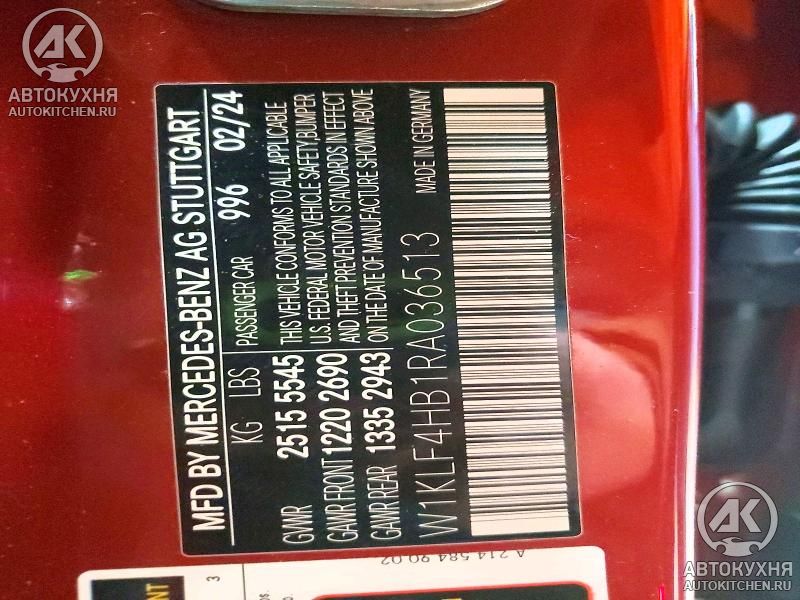 MFD BY MERCEDES-BENZ AG STUTTGART
KG LBS PASSENGER CAR 996 02/24
GVWR 2515 5545 THIS VEHICLE CONFORMS TO ALL APPLICABLE
U.S. FEDERAL MOTOR VEHICLE SAFETY,BUMPER
GAWR FRONT 1220 2690 AND THEFT PREVENTION STANDARDS IN EFFECT
GAWR REAR 1335 2943 ON THE DATE OF MANUFACTURE SHOWN ABOVE
W1KLF4HB1RA036513 MADE IN GERMANY
A 214 584 90 02
3
AK
АВТОКУХНЯ
AUTOKITCHEN.RU
AK
АВТОКУХНЯ
AUTOKITCHEN.RU